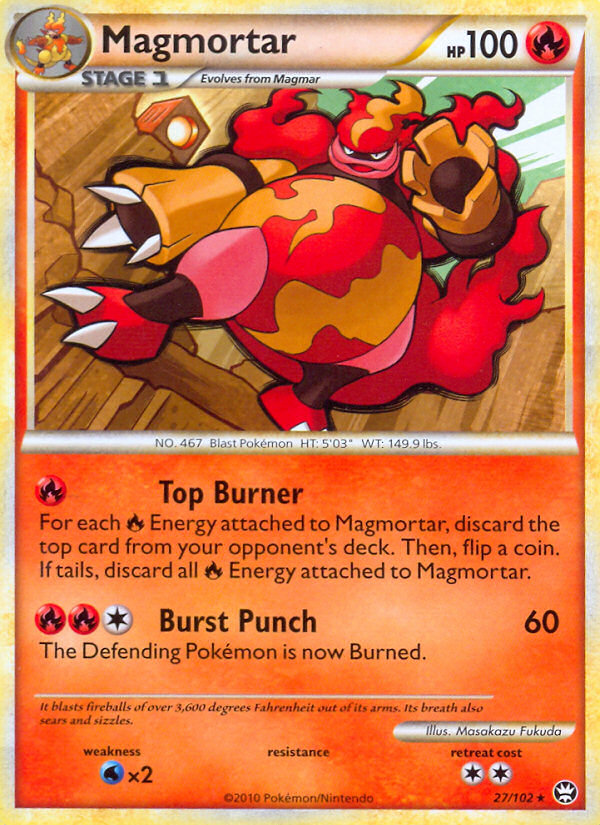 Magmortar
HP100
STAGE 1
Evolves from Magmar
NO. 467 Blast Pokémon HT: 5'03" WT: 149.9 lbs.
Top Burner
For each Energy attached to Magmortar, discard the
top card from your opponent's deck. Then, flip a coin.
If tails, discard all Energy attached to Magmortar.
Burst Punch 60
The Defending Pokémon is now Burned.
It blasts fireballs of over 3,600 degrees Fahrenheit out of its arms. Its breath also
sears and sizzles.
Illus. Masakazu Fukuda
weakness resistance retreat cost
×2
©2010 Pokémon/Nintendo 27/102 ★